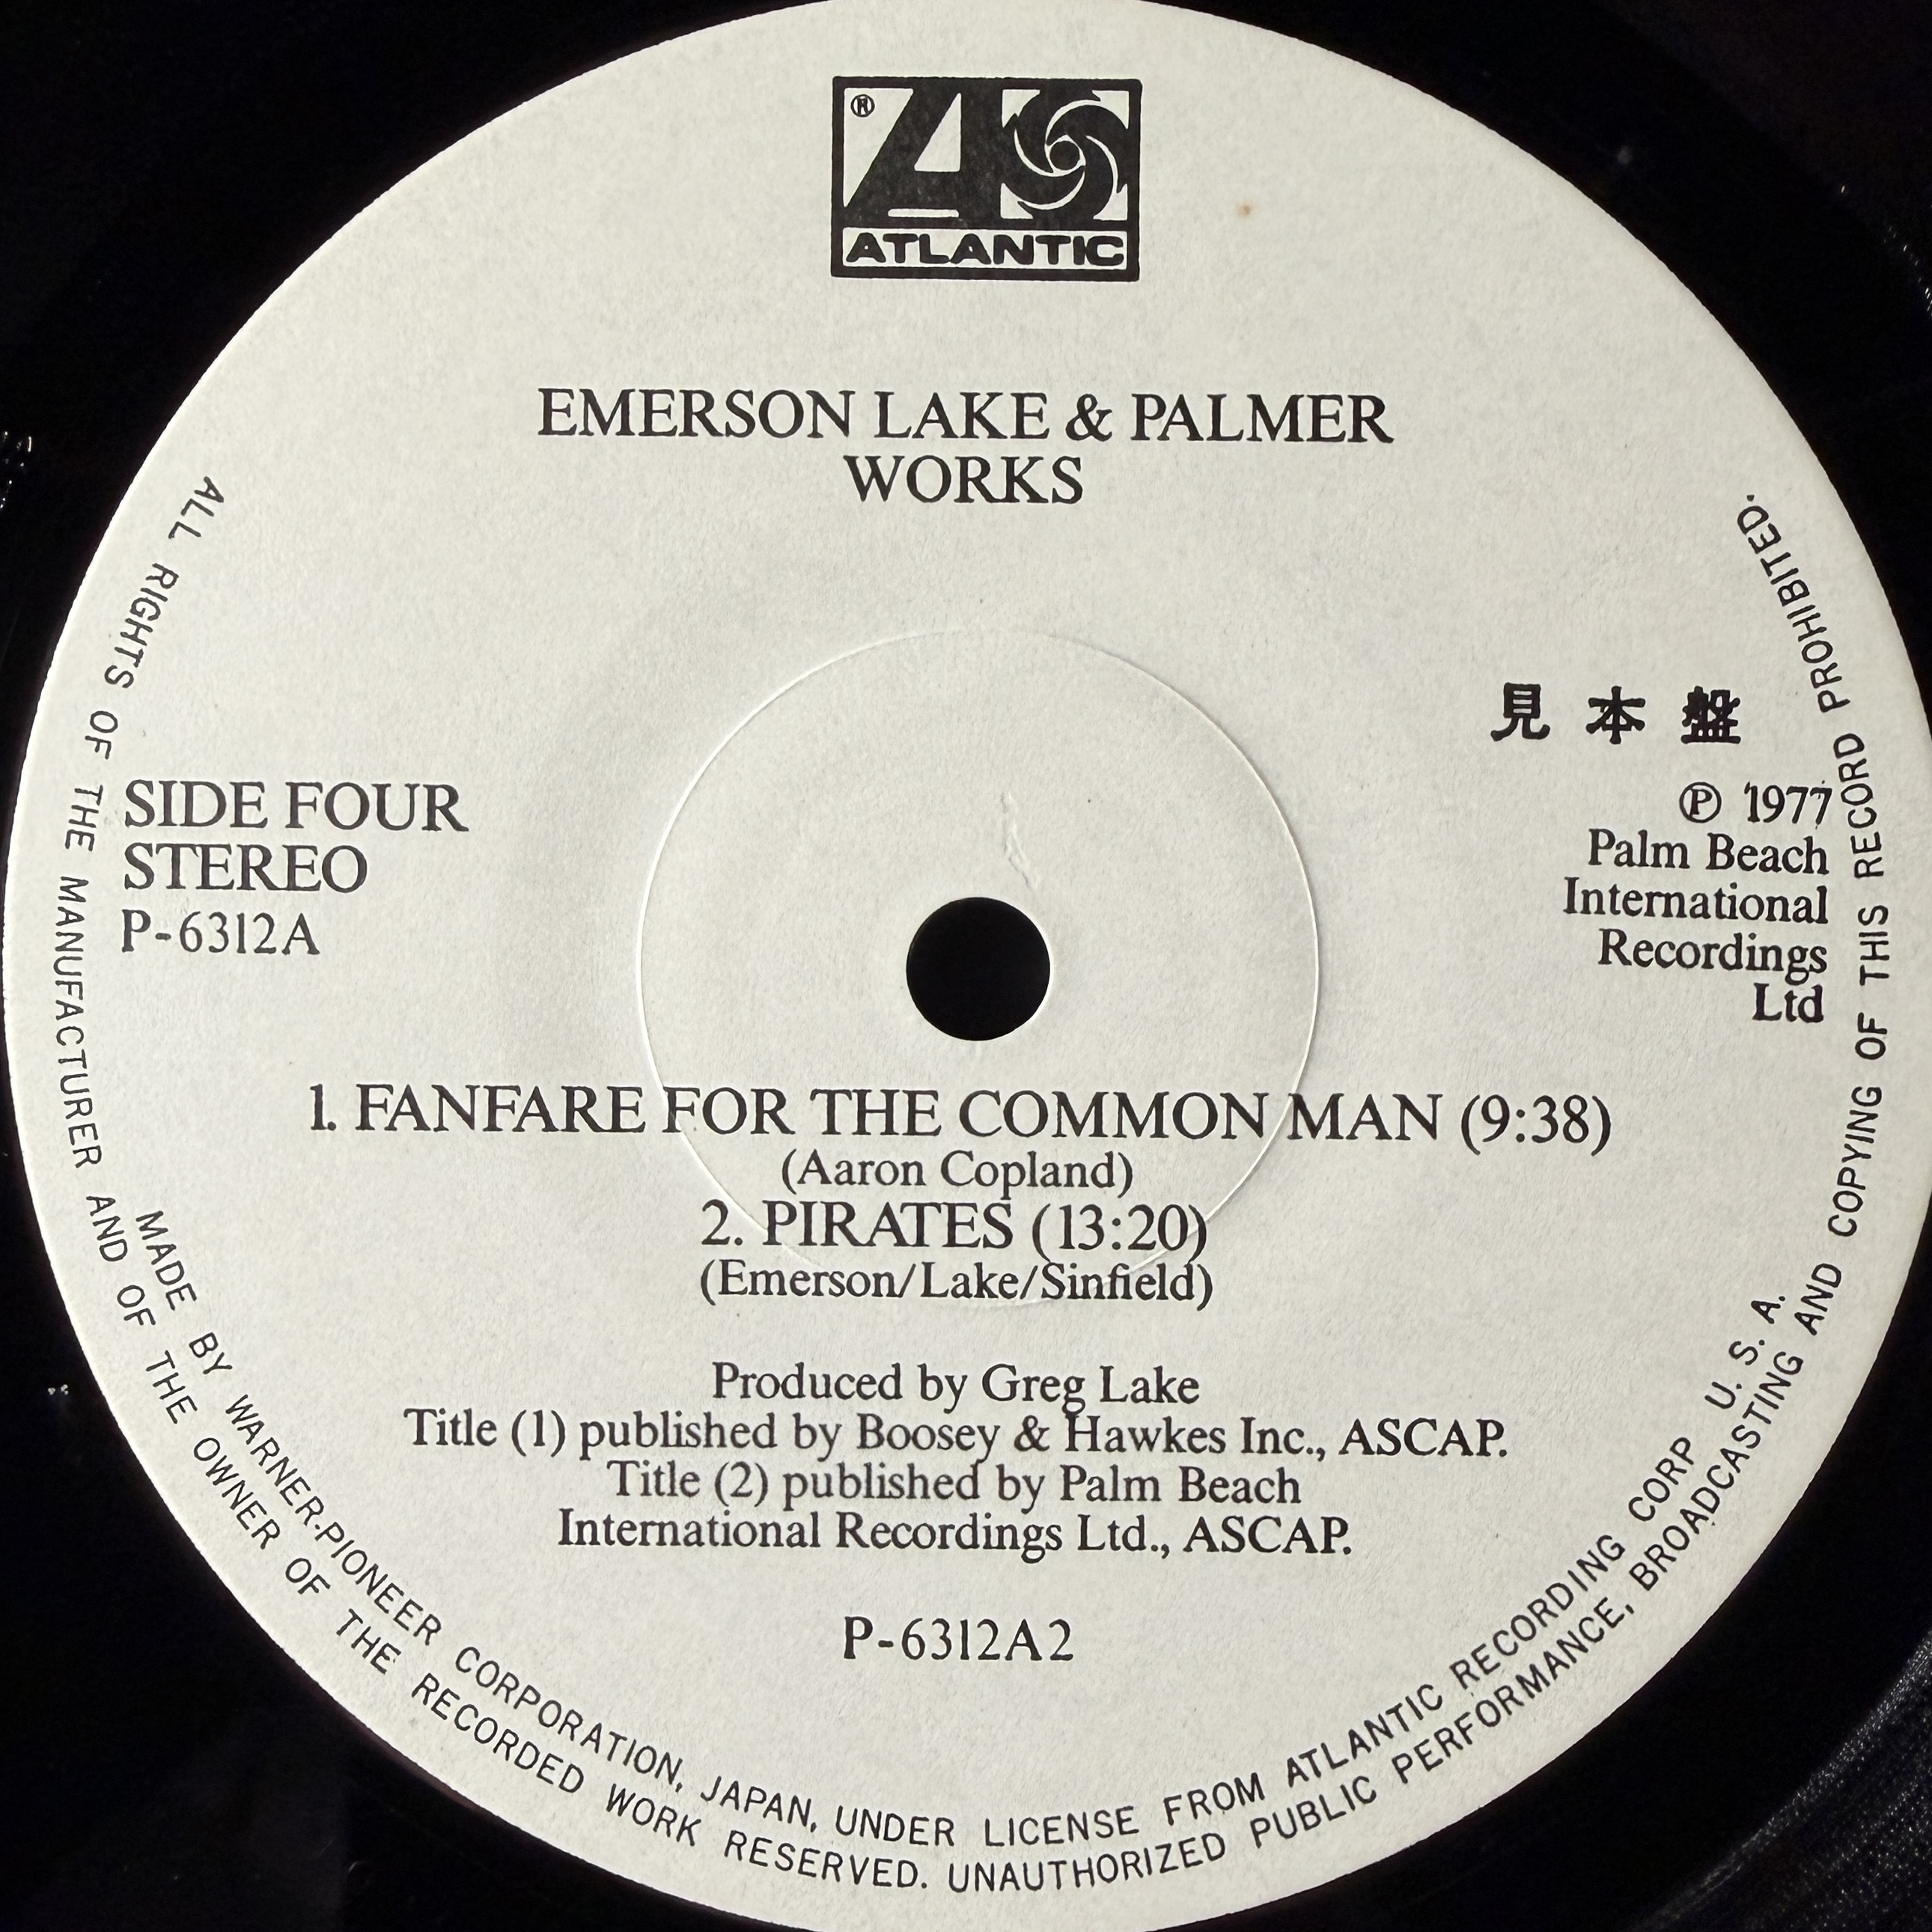 ®
ATLANTIC
EMERSON LAKE & PALMER
WORKS
見本盤
SIDE FOUR
STEREO
P-6312A
Ⓟ 1977
Palm Beach
International
Recordings
Ltd
1. FANFARE FOR THE COMMON MAN (9:38)
(Aaron Copland)
2. PIRATES (13:20)
(Emerson/Lake/Sinfield)
Produced by Greg Lake
Title (1) published by Boosey & Hawkes Inc., ASCAP.
Title (2) published by Palm Beach
International Recordings Ltd., ASCAP.
P-6312A2
MADE BY WARNER-PIONEER CORPORATION, JAPAN, UNDER LICENSE FROM ATLANTIC RECORDING CORP U. S. A.
ALL RIGHTS OF THE MANUFACTURER AND OF THE OWNER OF THE RECORDED WORK RESERVED. UNAUTHORIZED PUBLIC PERFORMANCE, BROADCASTING AND COPYING OF THIS RECORD PROHIBITED.